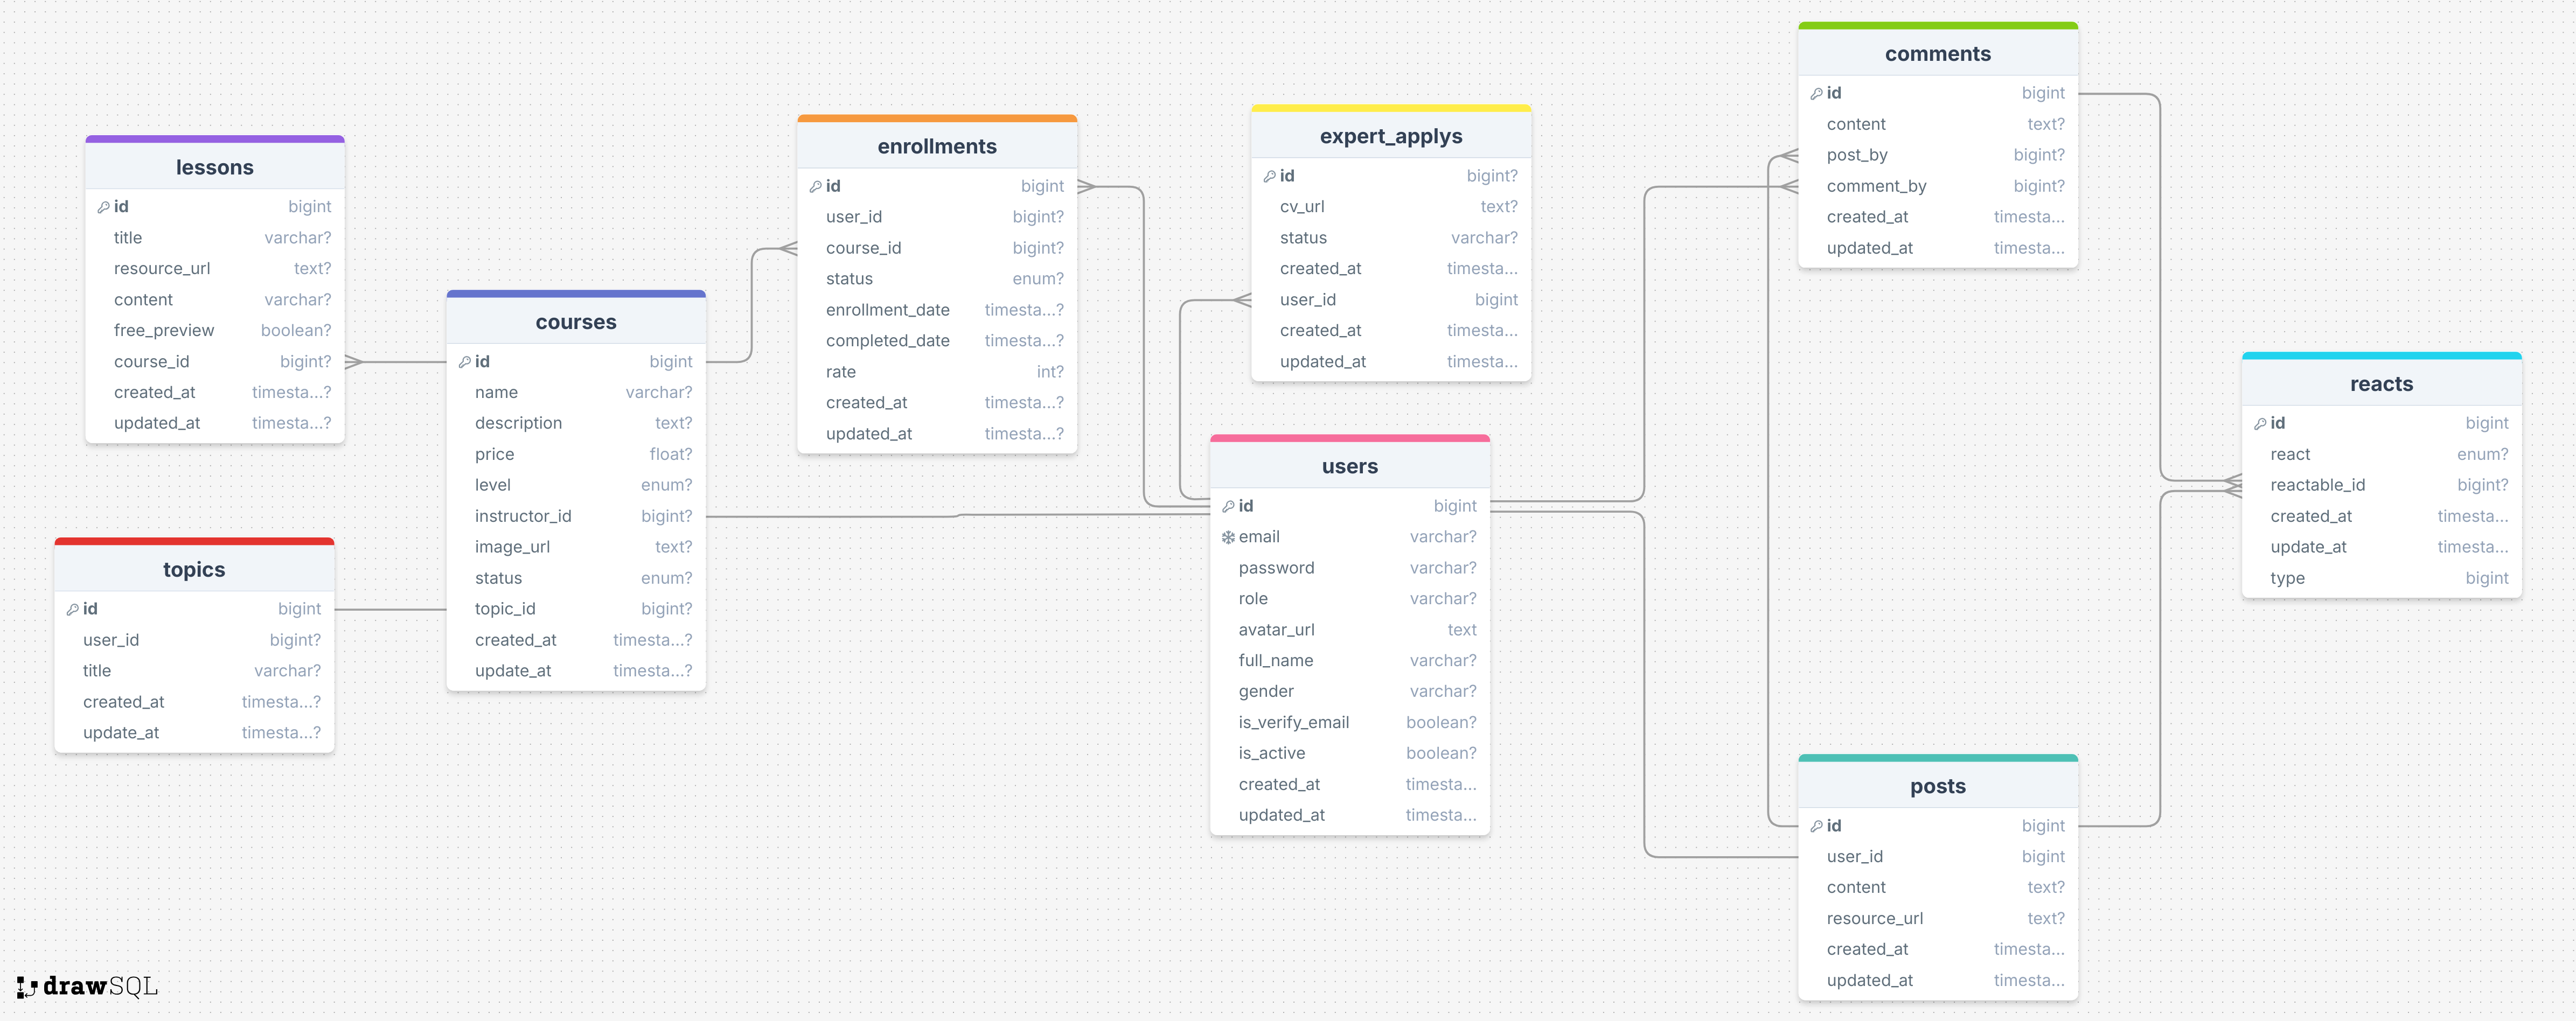 lessons
id bigint
title varchar?
resource_url text?
content varchar?
free_preview boolean?
course_id bigint?
created_at timesta...?
updated_at timesta...?
topics
id bigint
user_id bigint?
title varchar?
created_at timesta...?
update_at timesta...?
courses
id bigint
name varchar?
description text?
price float?
level enum?
instructor_id bigint?
image_url text?
status enum?
topic_id bigint?
created_at timesta...?
update_at timesta...?
enrollments
id bigint
user_id bigint?
course_id bigint?
status enum?
enrollment_date timesta...?
completed_date timesta...?
rate int?
created_at timesta...?
updated_at timesta...?
expert_applys
id bigint?
cv_url text?
status varchar?
created_at timesta...
user_id bigint
created_at timesta...
updated_at timesta...
users
id bigint
email varchar?
password varchar?
role varchar?
avatar_url text
full_name varchar?
gender varchar?
is_verify_email boolean?
is_active boolean?
created_at timesta...
updated_at timesta...
comments
id bigint
content text?
post_by bigint?
comment_by bigint?
created_at timesta...
updated_at timesta...
posts
id bigint
user_id bigint
content text?
resource_url text?
created_at timesta...
updated_at timesta...
reacts
id bigint
react enum?
reactable_id bigint?
created_at timesta...
update_at timesta...
type bigint
drawSQL